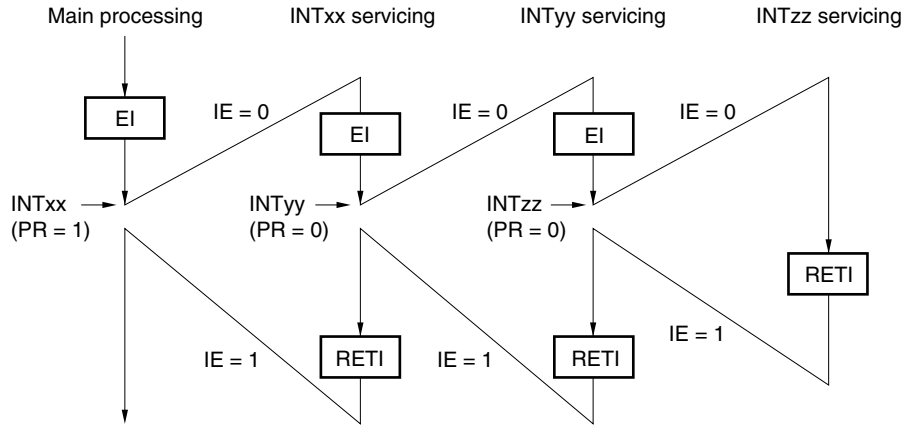 Main processing
INTxx servicing
INTyy servicing
INTzz servicing
EI
IE = 0
EI
IE = 0
EI
IE = 0
INTxx
(PR = 1)
INTyy
(PR = 0)
INTzz
(PR = 0)
RETI
IE = 1
RETI
IE = 1
RETI
IE = 1